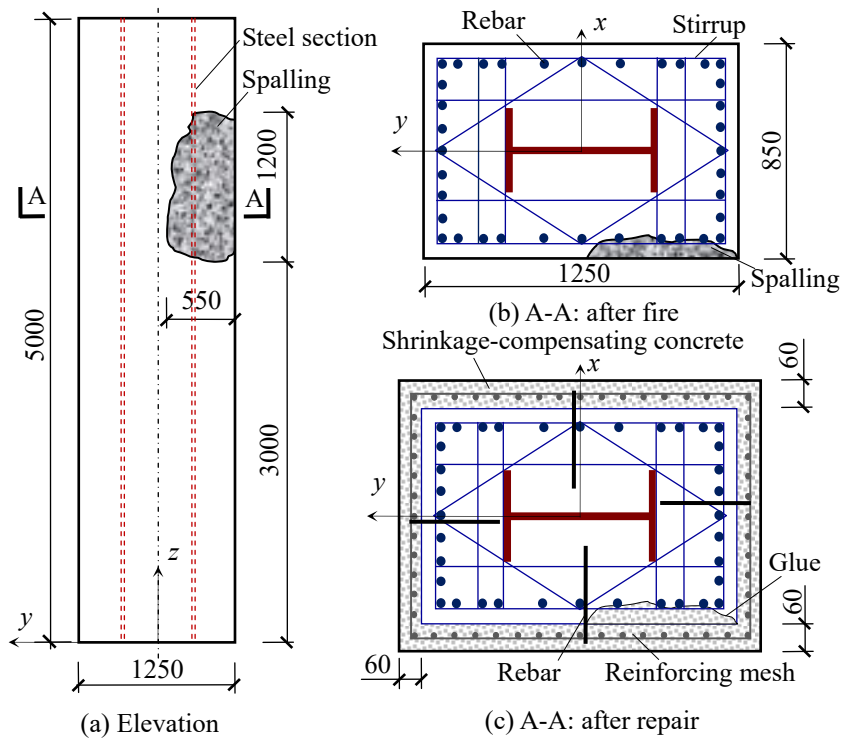 Steel section
Spalling
A
A
1200
550
5000
3000
z
y
1250
(a) Elevation
Rebar
x
Stirrup
y
850
1250
Spalling
(b) A-A: after fire
Shrinkage-compensating concrete
60
x
y
Glue
60
60
Rebar
Reinforcing mesh
(c) A-A: after repair